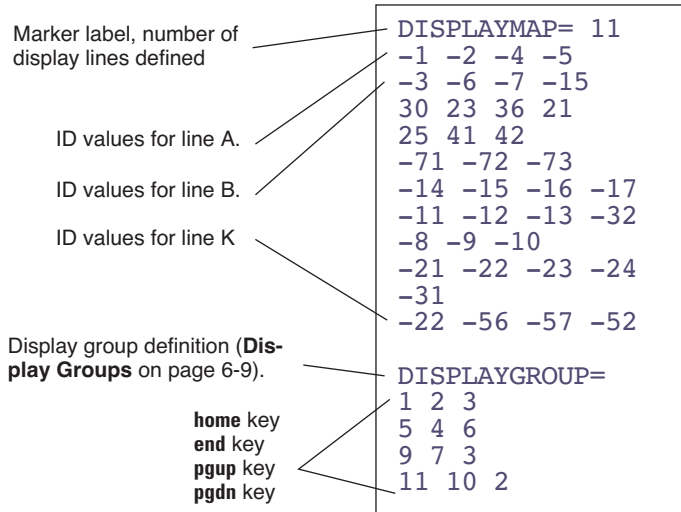 Marker label, number of
display lines defined
ID values for line A.
ID values for line B.
ID values for line K
Display group definition (Dis-
play Groups on page 6-9).
home key
end key
pgup key
pgdn key
DISPLAYMAP= 11
–1 –2 –4 –5
–3 –6 –7 –15
30 23 36 21
25 41 42
–71 –72 –73
–14 –15 –16 –17
–11 –12 –13 –32
–8 –9 –10
–21 –22 –23 –24
–31
–22 –56 –57 –52
DISPLAYGROUP=
1 2 3
5 4 6
9 7 3
11 10 2